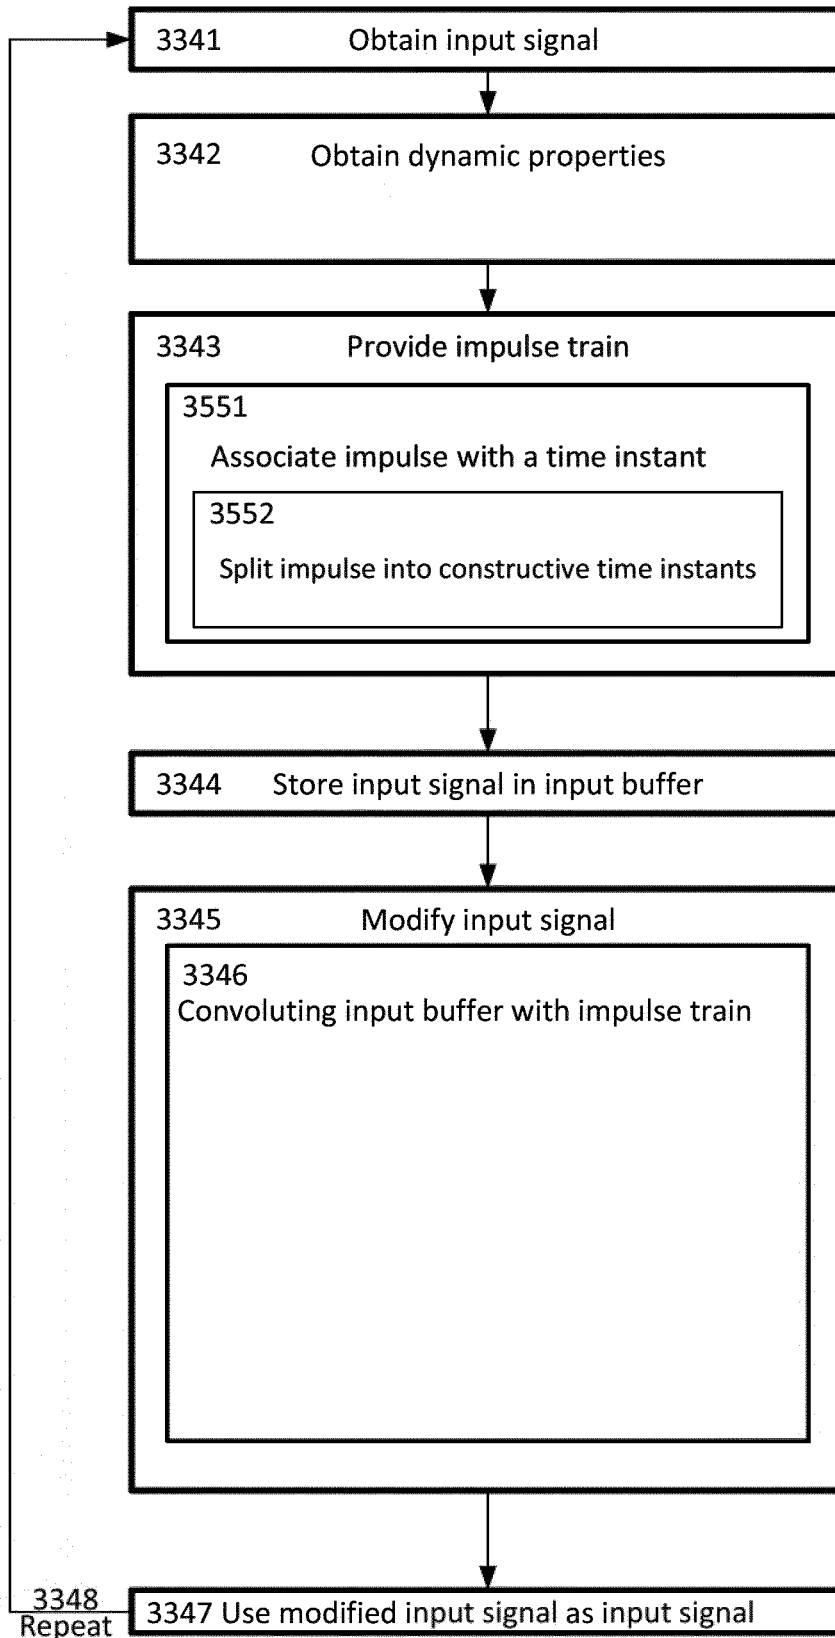 3341 Obtain input signal
3342 Obtain dynamic properties
3343 Provide impulse train
3551
Associate impulse with a time instant
3552
Split impulse into constructive time instants
3344 Store input signal in input buffer
3345 Modify input signal
3346
Convoluting input buffer with impulse train
3348
Repeat
3347 Use modified input signal as input signal